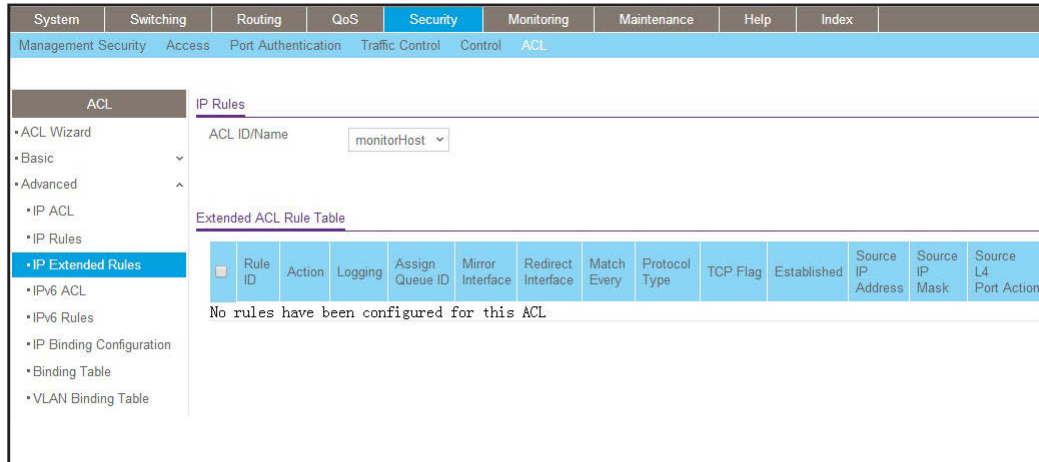 System Switching Routing QoS Security Monitoring Maintenance Help Index
Management Security Access Port Authentication Traffic Control Control ACL
ACL
• ACL Wizard
• Basic
• Advanced
• IP ACL
• IP Rules
• IP Extended Rules
• IPv6 ACL
• IPv6 Rules
• IP Binding Configuration
• Binding Table
• VLAN Binding Table
IP Rules
ACL ID/Name monitorHost
Extended ACL Rule Table
Rule ID Action Logging Assign Queue ID Mirror Interface Redirect Interface Match Every Protocol Type TCP Flag Established Source IP Address Source IP Mask Source L4 Port Action
No rules have been configured for this ACL